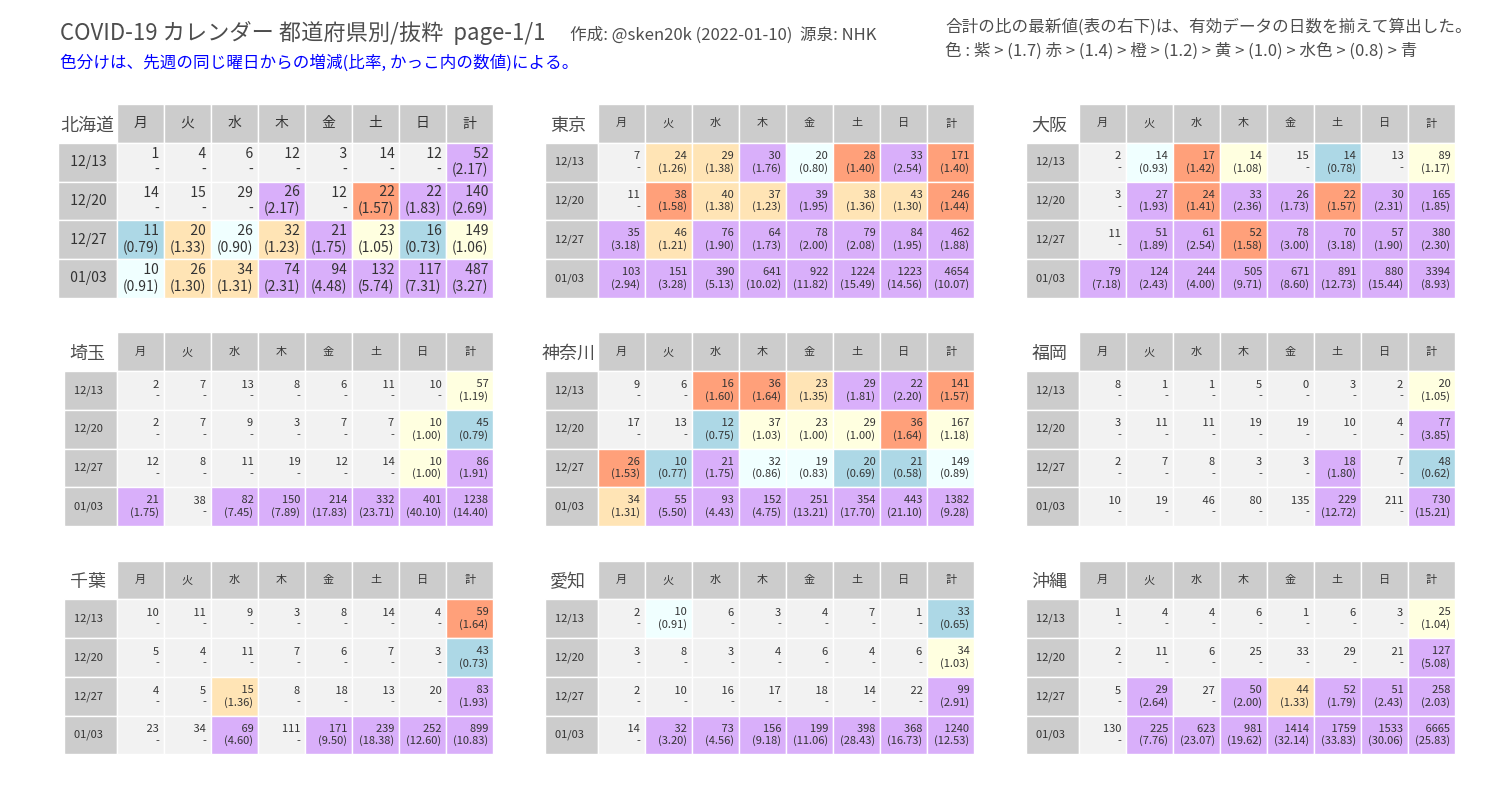 COVID-19 カレンダー 都道府県別/抜粋 page-1/1 作成: @sken20k (2022-01-10) 源泉: NHK
色分けは、先週の同じ曜日からの増減(比率, かっこ内の数値)による。
合計の比の最新値(表の右下)は、有効データの日数を揃えて算出した。
色 : 紫 > (1.7) 赤 > (1.4) 橙 > (1.2) 黄 > (1.0) > 水色 > (0.8) > 青
北海道 月 火 水 木 金 土 日 計
12/13 1 4 6 12 3 14 12 52
- - - - - - - (2.17)
12/20 14 15 29 26 12 22 22 140
- - - (2.17) - (1.57) (1.83) (2.69)
12/27 11 20 26 32 21 23 16 149
(0.79) (1.33) (0.90) (1.23) (1.75) (1.05) (0.73) (1.06)
01/03 10 26 34 74 94 132 117 487
(0.91) (1.30) (1.31) (2.31) (4.48) (5.74) (7.31) (3.27)
東京 月 火 水 木 金 土 日 計
12/13 7 24 29 30 20 28 33 171
- (1.26) (1.38) (1.76) (0.80) (1.40) (2.54) (1.40)
12/20 11 38 40 37 39 38 43 246
- (1.58) (1.38) (1.23) (1.95) (1.36) (1.30) (1.44)
12/27 35 46 76 64 78 79 84 462
(3.18) (1.21) (1.90) (1.73) (2.00) (2.08) (1.95) (1.88)
01/03 103 151 390 641 922 1224 1223 4654
(2.94) (3.28) (5.13) (10.02) (11.82) (15.49) (14.56) (10.07)
大阪 月 火 水 木 金 土 日 計
12/13 2 14 17 14 15 14 13 89
- (0.93) (1.42) (1.08) - (0.78) - (1.17)
12/20 3 27 24 33 26 22 30 165
- (1.93) (1.41) (2.36) (1.73) (1.57) (2.31) (1.85)
12/27 11 51 61 52 78 70 57 380
- (1.89) (2.54) (1.58) (3.00) (3.18) (1.90) (2.30)
01/03 79 124 244 505 671 891 880 3394
(7.18) (2.43) (4.00) (9.71) (8.60) (12.73) (15.44) (8.93)
埼玉 月 火 水 木 金 土 日 計
12/13 2 7 13 8 6 11 10 57
- - - - - - - (1.19)
12/20 2 7 9 3 7 7 10 45
- - - - - - (1.00) (0.79)
12/27 12 8 11 19 12 14 10 86
- - - - - - (1.00) (1.91)
01/03 21 38 82 150 214 332 401 1238
(1.75) - (7.45) (7.89) (17.83) (23.71) (40.10) (14.40)
神奈川 月 火 水 木 金 土 日 計
12/13 9 6 16 36 23 29 22 141
- - (1.60) (1.64) (1.35) (1.81) (2.20) (1.57)
12/20 17 13 12 37 23 29 36 167
- - (0.75) (1.03) (1.00) (1.00) (1.64) (1.18)
12/27 26 10 21 32 19 20 21 149
(1.53) (0.77) (1.75) (0.86) (0.83) (0.69) (0.58) (0.89)
01/03 34 55 93 152 251 354 443 1382
(1.31) (5.50) (4.43) (4.75) (13.21) (17.70) (21.10) (9.28)
福岡 月 火 水 木 金 土 日 計
12/13 8 1 1 5 0 3 2 20
- - - - - - - (1.05)
12/20 3 11 11 19 19 10 4 77
- - - - - - - (3.85)
12/27 2 7 8 3 3 18 7 48
- - - - - (1.80) - (0.62)
01/03 10 19 46 80 135 229 211 730
- - - - - (12.72) - (15.21)
千葉 月 火 水 木 金 土 日 計
12/13 10 11 9 3 8 14 4 59
- - - - - - - (1.64)
12/20 5 4 11 7 6 7 3 43
- - - - - - - (0.73)
12/27 4 5 15 8 18 13 20 83
- - (1.36) - - - - (1.93)
01/03 23 34 69 111 171 239 252 899
- - (4.60) - (9.50) (18.38) (12.60) (10.83)
愛知 月 火 水 木 金 土 日 計
12/13 2 10 6 3 4 7 1 33
- (0.91) - - - - - (0.65)
12/20 3 8 3 4 6 4 6 34
- - - - - - - (1.03)
12/27 2 10 16 17 18 14 22 99
- - - - - - - (2.91)
01/03 14 32 73 156 199 398 368 1240
- (3.20) (4.56) (9.18) (11.06) (28.43) (16.73) (12.53)
沖縄 月 火 水 木 金 土 日 計
12/13 1 4 4 6 1 6 3 25
- - - - - - - (1.04)
12/20 2 11 6 25 33 29 21 127
- - - - - - - (5.08)
12/27 5 29 27 50 44 52 51 258
- (2.64) - (2.00) (1.33) (1.79) (2.43) (2.03)
01/03 130 225 623 981 1414 1759 1533 6665
- (7.76) (23.07) (19.62) (32.14) (33.83) (30.06) (25.83)